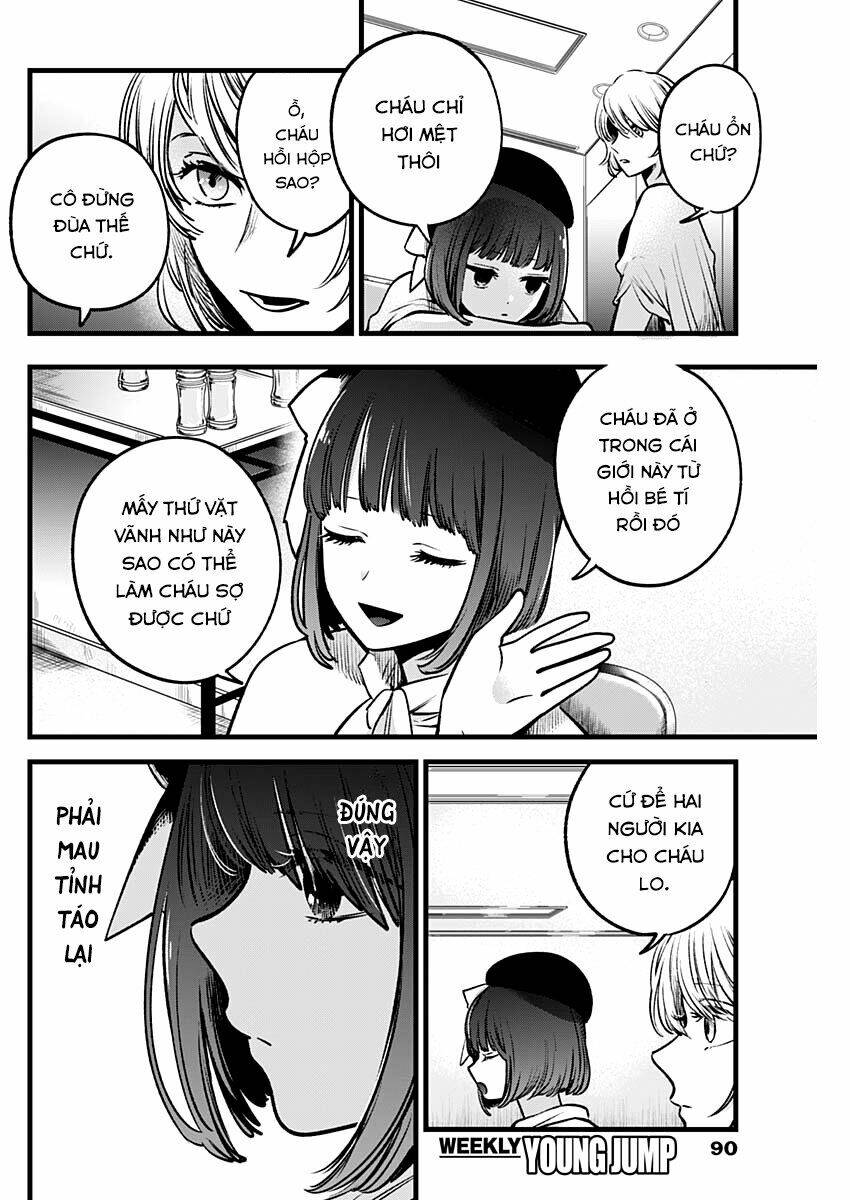 CHÁU ỔN
CHỨ?
CHÁU CHỈ
HƠI MỆT
THÔI
Ồ,
CHÁU
HỒI HỘP
SAO?
CÔ ĐỪNG
ĐÙA THẾ
CHỨ.
CHÁU ĐÃ Ở
TRONG CÁI
GIỚI NÀY TỪ
HỒI BÉ TÍ
RỒI ĐÓ
MẤY THỨ VẶT
VÃNH NHƯ NÀY
SAO CÓ THỂ
LÀM CHÁU SỢ
ĐƯỢC CHỨ
CỨ ĐỂ HAI
NGƯỜI KIA
CHO CHÁU
LO.
ĐÚNG
VẬY
PHẢI
MAU
TỈNH
TÁO
LẠI
WEEKLY YOUNG JUMP 90